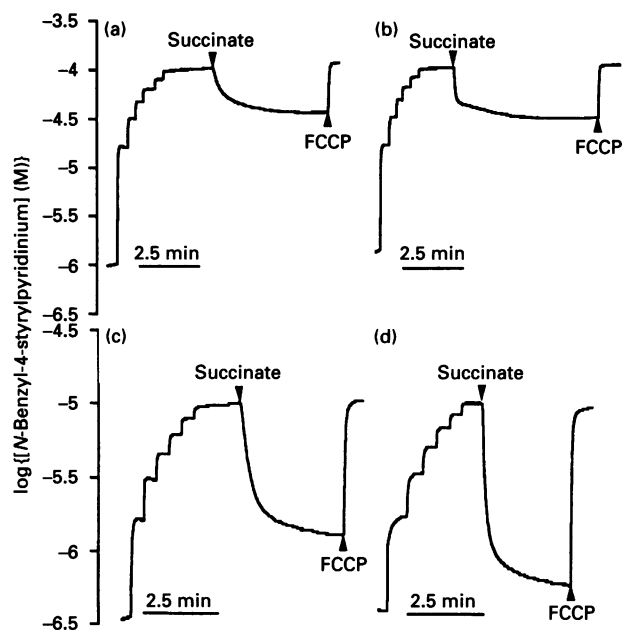 log{[N-Benzyl-4-styrylpyridinium] (M)}
−3.5
−4
−4.5
−5
−5.5
−6
−6.5
(a)
Succinate
FCCP
2.5 min
(b)
Succinate
FCCP
2.5 min
−4.5
−5
−5.5
−6
−6.5
(c)
Succinate
FCCP
2.5 min
(d)
Succinate
FCCP
2.5 min